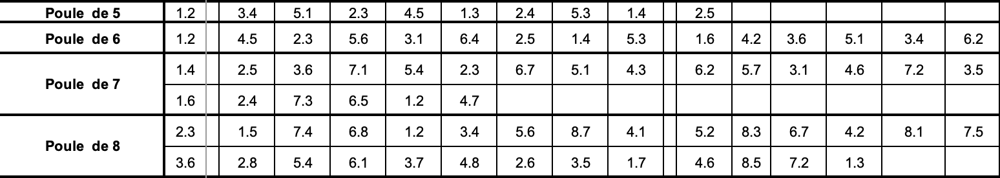 Poule de 5 1.2 3.4 5.1 2.3 4.5 1.3 2.4 5.3 1.4 2.5
Poule de 6 1.2 4.5 2.3 5.6 3.1 6.4 2.5 1.4 5.3 1.6 4.2 3.6 5.1 3.4 6.2
Poule de 7 1.4 2.5 3.6 7.1 5.4 2.3 6.7 5.1 4.3 6.2 5.7 3.1 4.6 7.2 3.5
1.6 2.4 7.3 6.5 1.2 4.7
Poule de 8 2.3 1.5 7.4 6.8 1.2 3.4 5.6 8.7 4.1 5.2 8.3 6.7 4.2 8.1 7.5
3.6 2.8 5.4 6.1 3.7 4.8 2.6 3.5 1.7 4.6 8.5 7.2 1.3